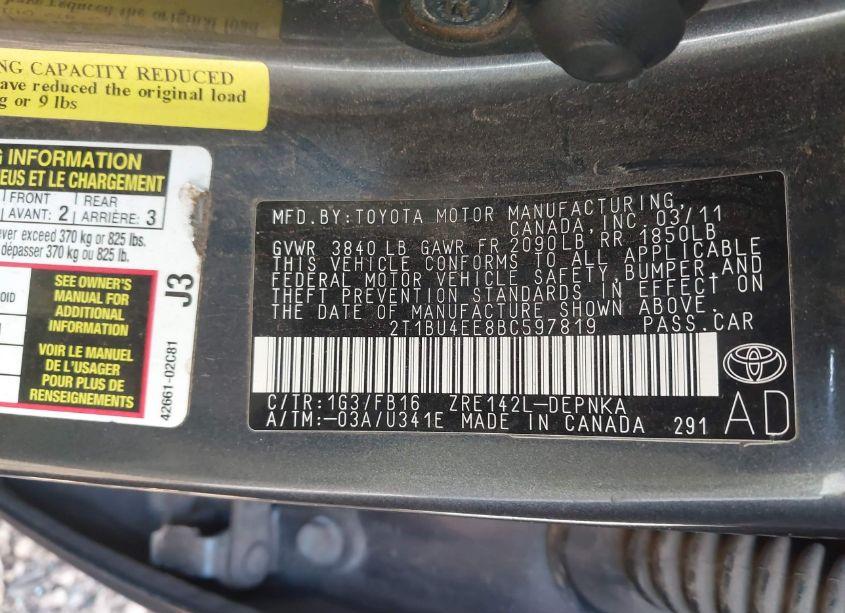 NG CAPACITY REDUCED
ave reduced the original load
g or 9 lbs
G INFORMATION
EUS ET LE CHARGEMENT
FRONT REAR
AVANT: 2 ARRIÈRE: 3
ver exceed 370 kg or 825 lbs.
dépasser 370 kg ou 825 lb.
SEE OWNER'S
MANUAL FOR
ADDITIONAL
INFORMATION
VOIR LE MANUEL
DE L'USAGER
POUR PLUS DE
RENSEIGNEMENTS
J3
42661-02C81
MFD.BY:TOYOTA MOTOR MANUFACTURING,
CANADA, INC. 03/11
GVWR 3840 LB GAWR FR 2090LB RR 1850LB
THIS VEHICLE CONFORMS TO ALL APPLICABLE
FEDERAL MOTOR VEHICLE SAFETY, BUMPER, AND
THEFT PREVENTION STANDARDS IN EFFECT ON
THE DATE OF MANUFACTURE SHOWN ABOVE.
2T1BU4EE8BC597819 PASS.CAR
C/TR:1G3/FB16 ZRE142L-DEPNKA
A/TM:-03A/U341E MADE IN CANADA 291
TOYOTA
AD